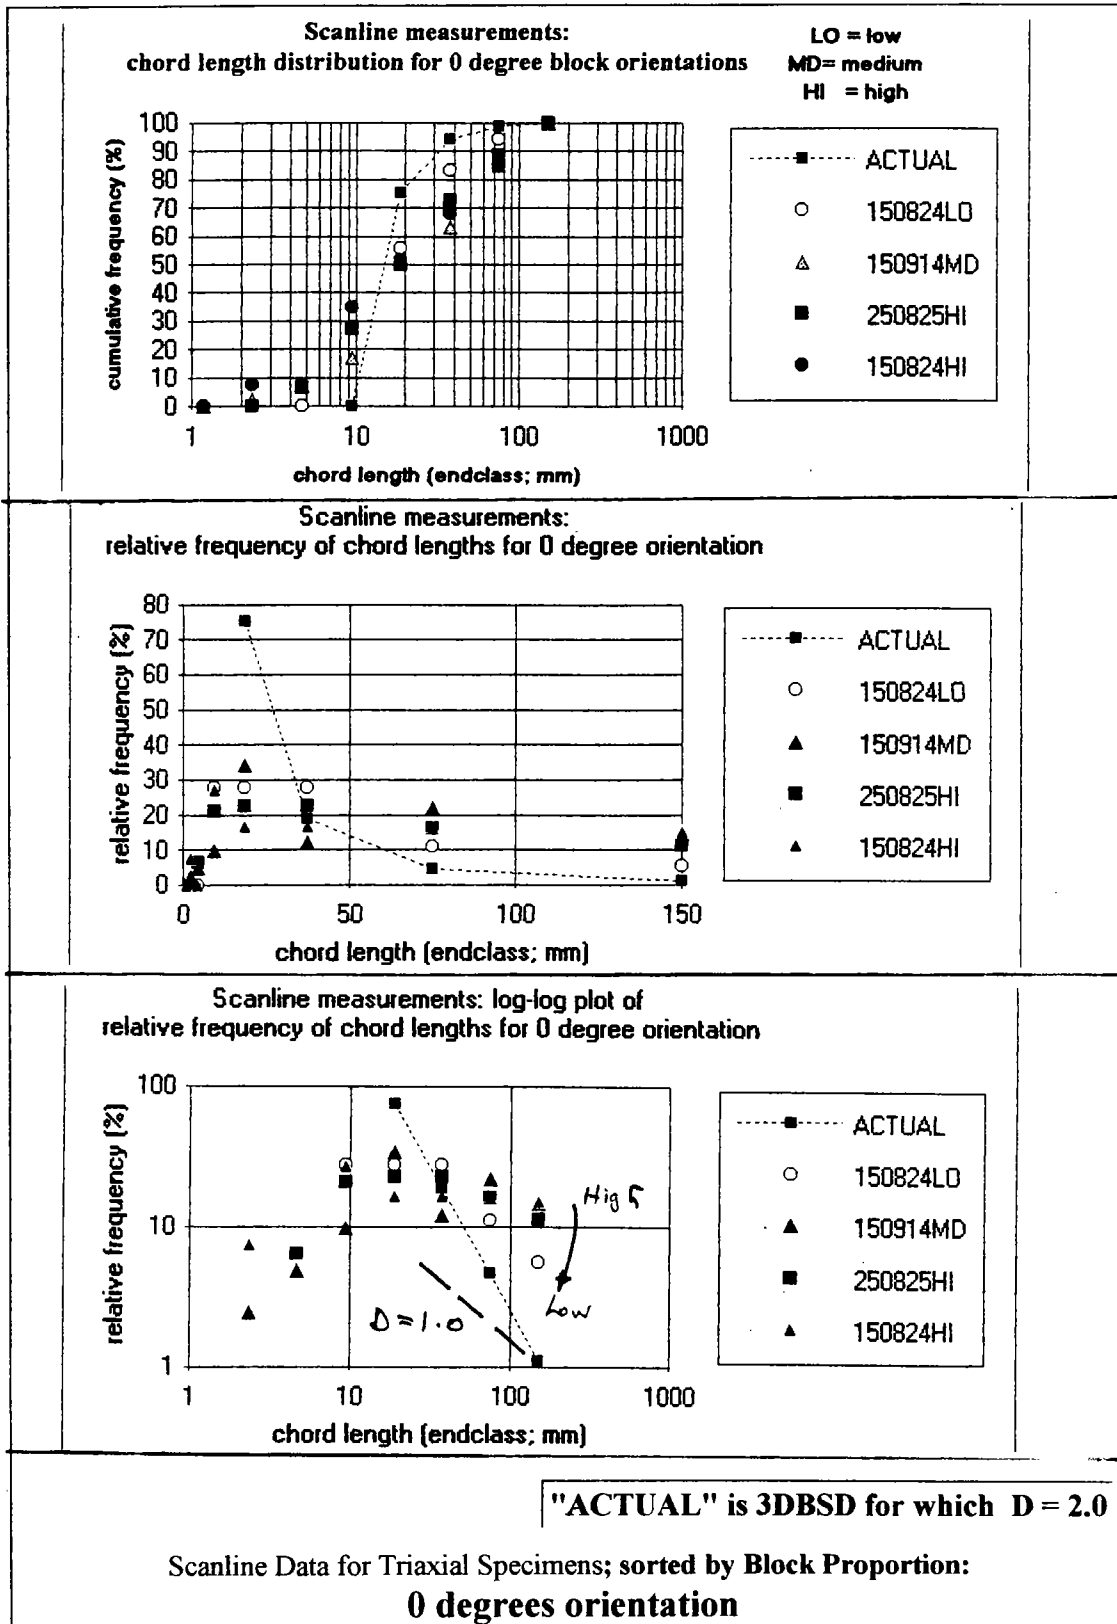 Scanline measurements:
chord length distribution for 0 degree block orientations
LO = low
MD= medium
HI = high
100
90
80
70
60
50
40
30
20
10
0
cumulative frequency (%)
1 10 100 1000
chord length (endclass; mm)
ACTUAL
150824LO
150914MD
250825HI
150824HI
Scanline measurements:
relative frequency of chord lengths for 0 degree orientation
80
70
60
50
40
30
20
10
0
relative frequency (%)
0 50 100 150
chord length (endclass; mm)
ACTUAL
150824LO
150914MD
250825HI
150824HI
Scanline measurements: log-log plot of
relative frequency of chord lengths for 0 degree orientation
100
10
1
relative frequency (%)
High
Low
D = 1.0
1 10 100 1000
chord length (endclass; mm)
ACTUAL
150824LO
150914MD
250825HI
150824HI
"ACTUAL" is 3DBSD for which D = 2.0
Scanline Data for Triaxial Specimens; sorted by Block Proportion:
0 degrees orientation